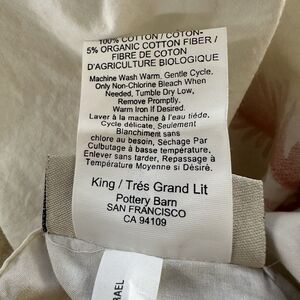 100% COTTON / COTON-
5% ORGANIC COTTON FIBER /
FIBRE DE COTON
D'AGRICULTURE BIOLOGIQUE
Machine Wash Warm, Gentle Cycle,
Only Non-Chlorine Bleach When
Needed, Tumble Dry Low,
Remove Promptly.
Warm Iron If Desired.
Laver à la machine à l'eau tiède,
Cycle délicate, Seulement
Blanchiment sans
chlore au besoin, Séchage Par
Culbutage à basse température,
Enlever sans tarder, Repassage à
Température Moyenne si Désiré.
King / Trés Grand Lit
Pottery Barn
SAN FRANCISCO
CA 94109
RAEL